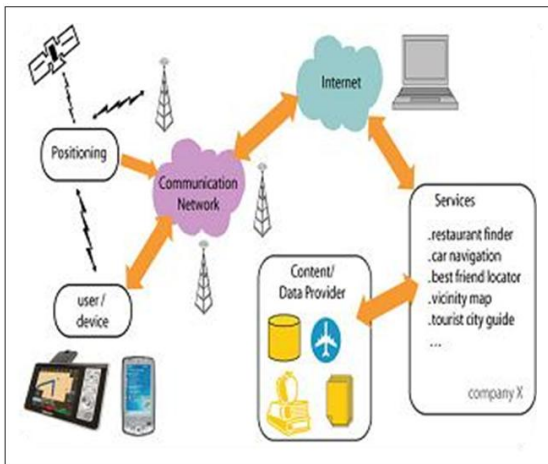 Internet
Positioning
Communication
Network
Services
.restaurant finder
.car navigation
.best friend locator
.vicinity map
.tourist city guide
...
Content/
Data Provider
user /
device
company X